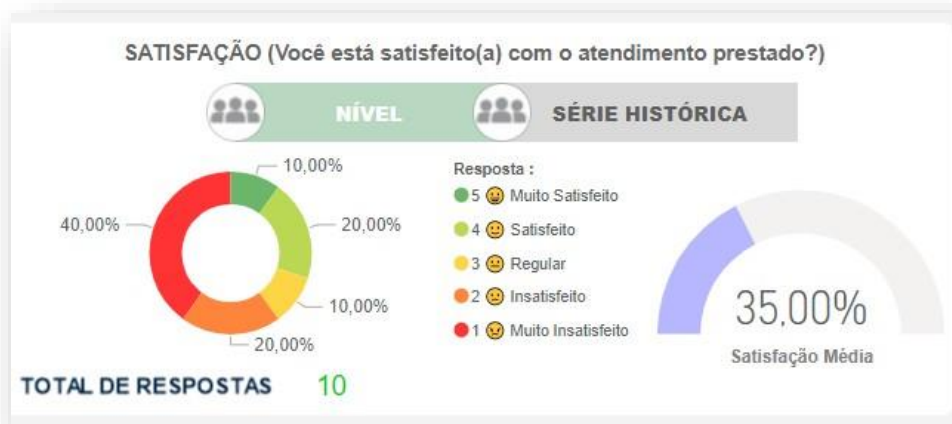 SATISFAÇÃO (Você está satisfeito(a) com o atendimento prestado?)
NÍVEL
SÉRIE HISTÓRICA
10,00%
20,00%
10,00%
20,00%
40,00%
Resposta :
5 Muito Satisfeito
4 Satisfeito
3 Regular
2 Insatisfeito
1 Muito Insatisfeito
35,00%
Satisfação Média
TOTAL DE RESPOSTAS 10